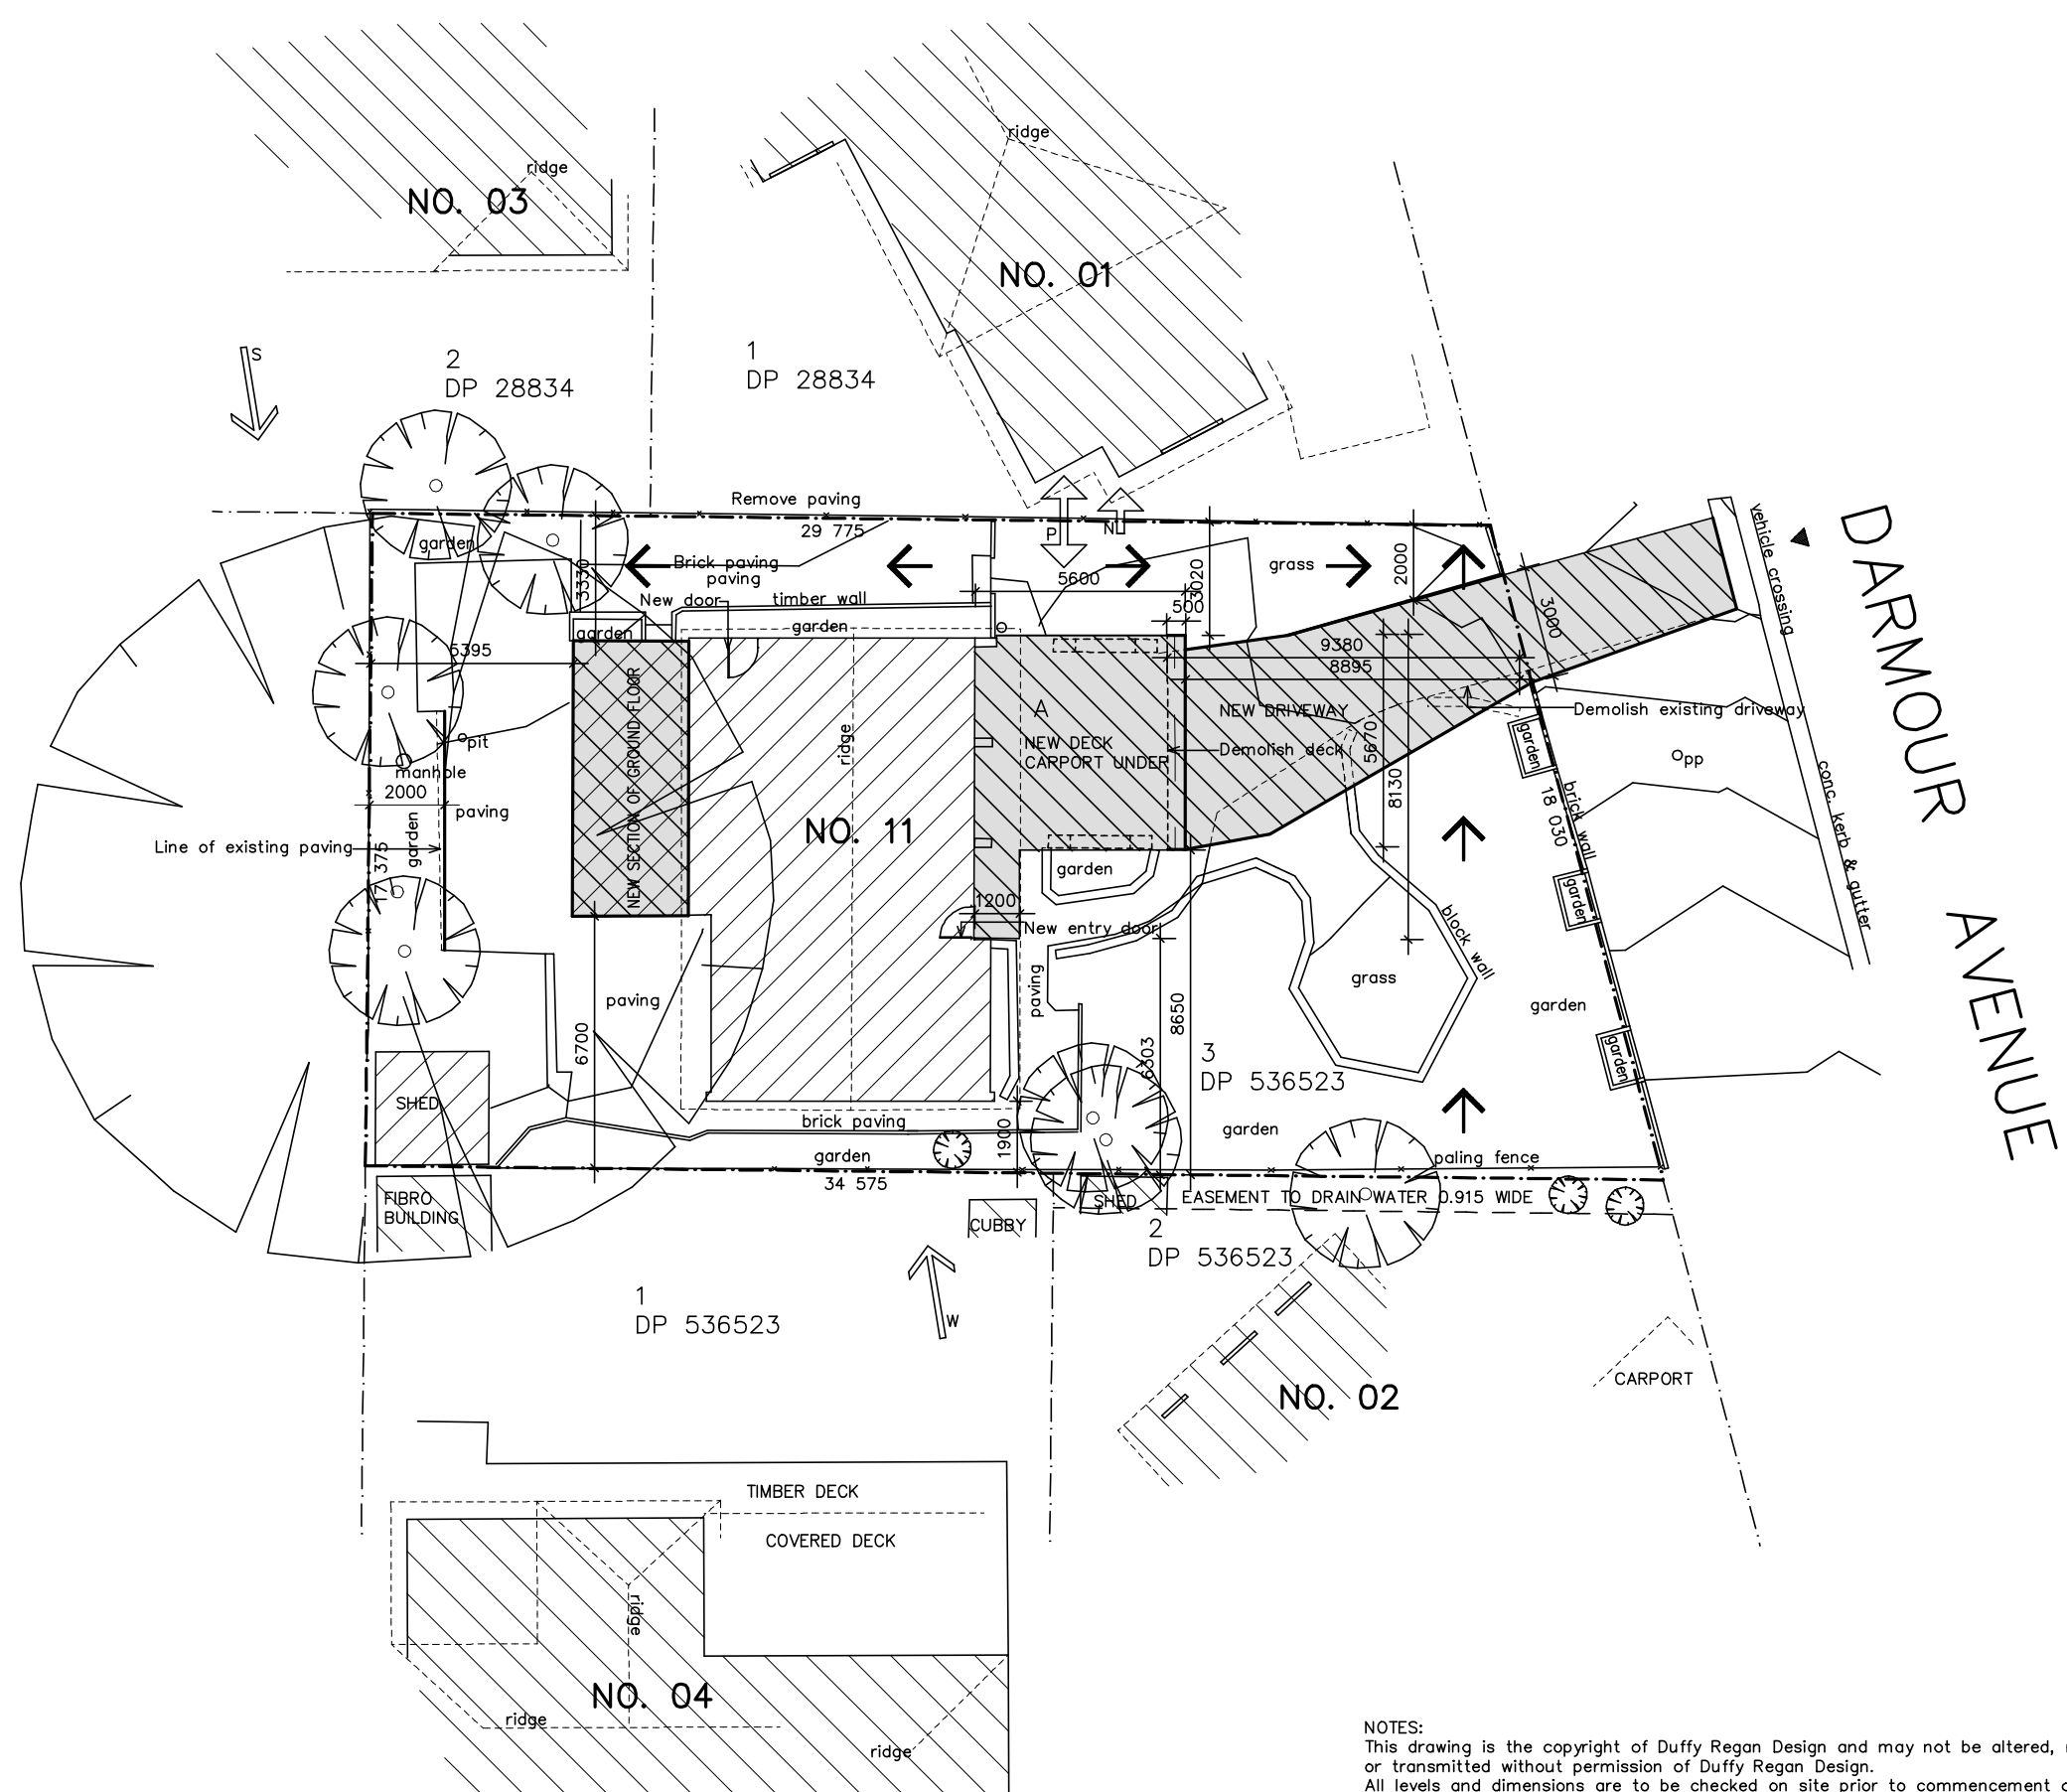 ridge
ridge
NO. 03
NO. 01
S
2
DP 28834
1
DP 28834
Remove paving
29 775
P
N
vehicle crossing
DARMOUR AVENUE
garden
Brick paving
paving
3330
5600
3020
grass
2000
New door
timber wall
500
3000
garden
garden
5395
9380
8895
NEW SECTION OF GROUND FLOOR
ridge
A
NEW DECK
CARPORT UNDER
NEW DRIVEWAY
Demolish deck
Demolish existing driveway
5670
8130
pit
manhole
2000
paving
garden
pp
brick wall
18 030
conc. kerb & gutter
NO. 11
Line of existing paving
17 375
garden
garden
garden
1200
New entry door
block wall
grass
paving
paving
garden
8650
6700
6303
3
DP 536523
garden
SHED
brick paving
1900
garden
garden
paling fence
34 575
FIBRO
BUILDING
SHED
EASEMENT TO DRAIN WATER 0.915 WIDE
CUBBY
2
DP 536523
1
DP 536523
W
CARPORT
NO. 02
TIMBER DECK
COVERED DECK
ridge
NO. 04
ridge
ridge
NOTES:
This drawing is the copyright of Duffy Regan Design and may not be altered,
or transmitted without permission of Duffy Regan Design.
All levels and dimensions are to be checked on site prior to commencement